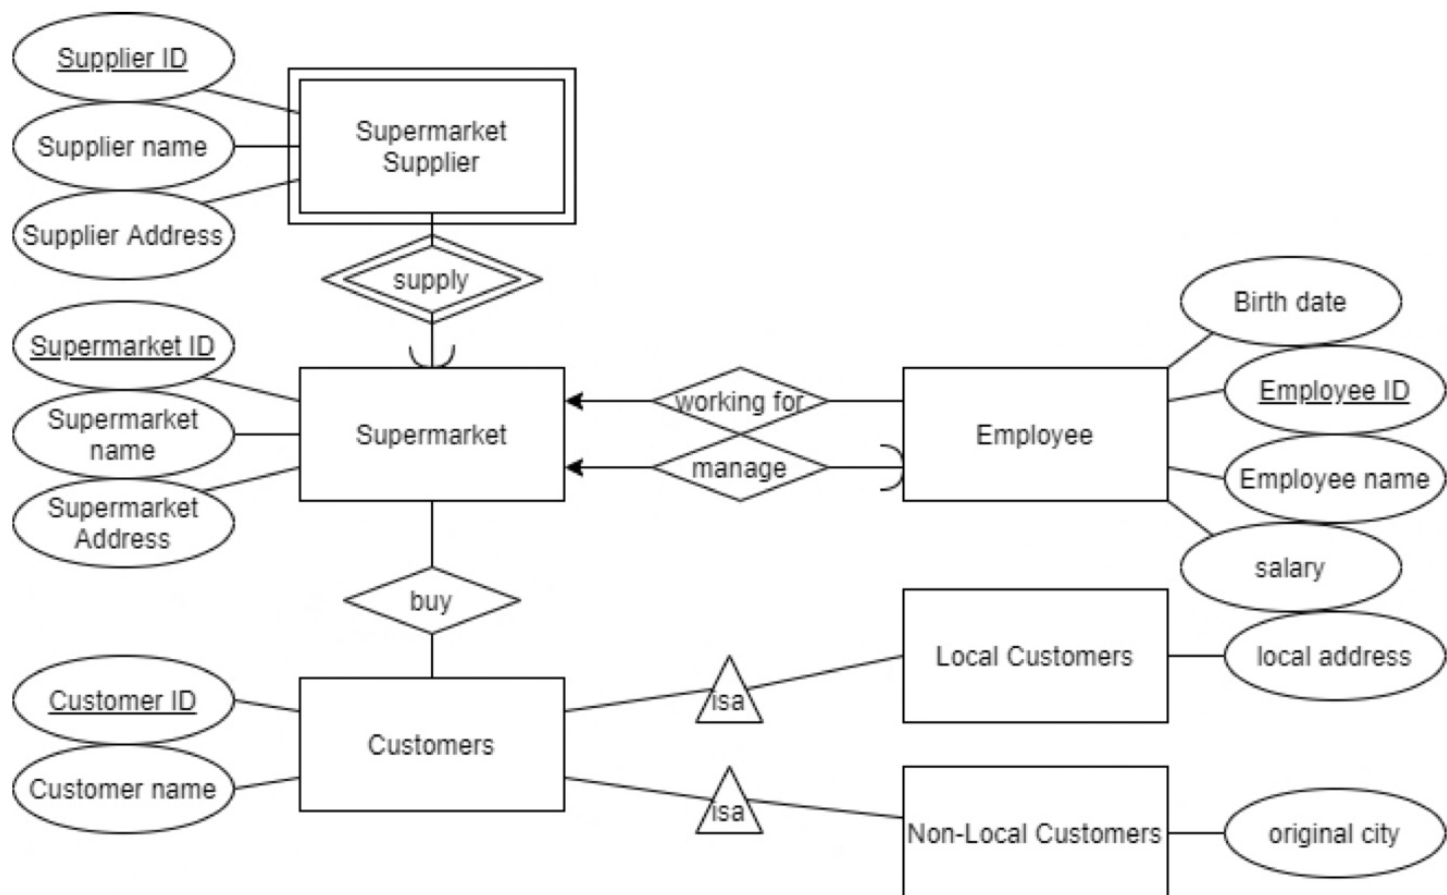 Supplier ID
Supplier name
Supplier Address
Supermarket
Supplier
supply
Supermarket ID
Supermarket
name
Supermarket
Address
Supermarket
working for
manage
Employee
Birth date
Employee ID
Employee name
salary
buy
Customer ID
Customer name
Customers
isa
isa
Local Customers
local address
Non-Local Customers
original city